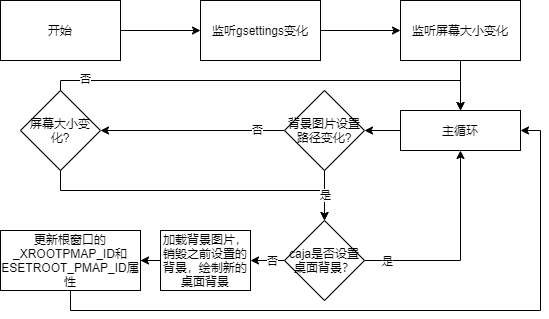 开始
监听gsettings变化
监听屏幕大小变化
否
屏幕大小变
化?
否
背景图片设置
路径变化?
主循环
是
更新根窗口的
_XROOTPMAP_ID和
ESETROOT_PMAP_ID属
性
加载背景图片，
销毁之前设置的
背景，绘制新的
桌面背景
否
caja是否设置
桌面背景?
是